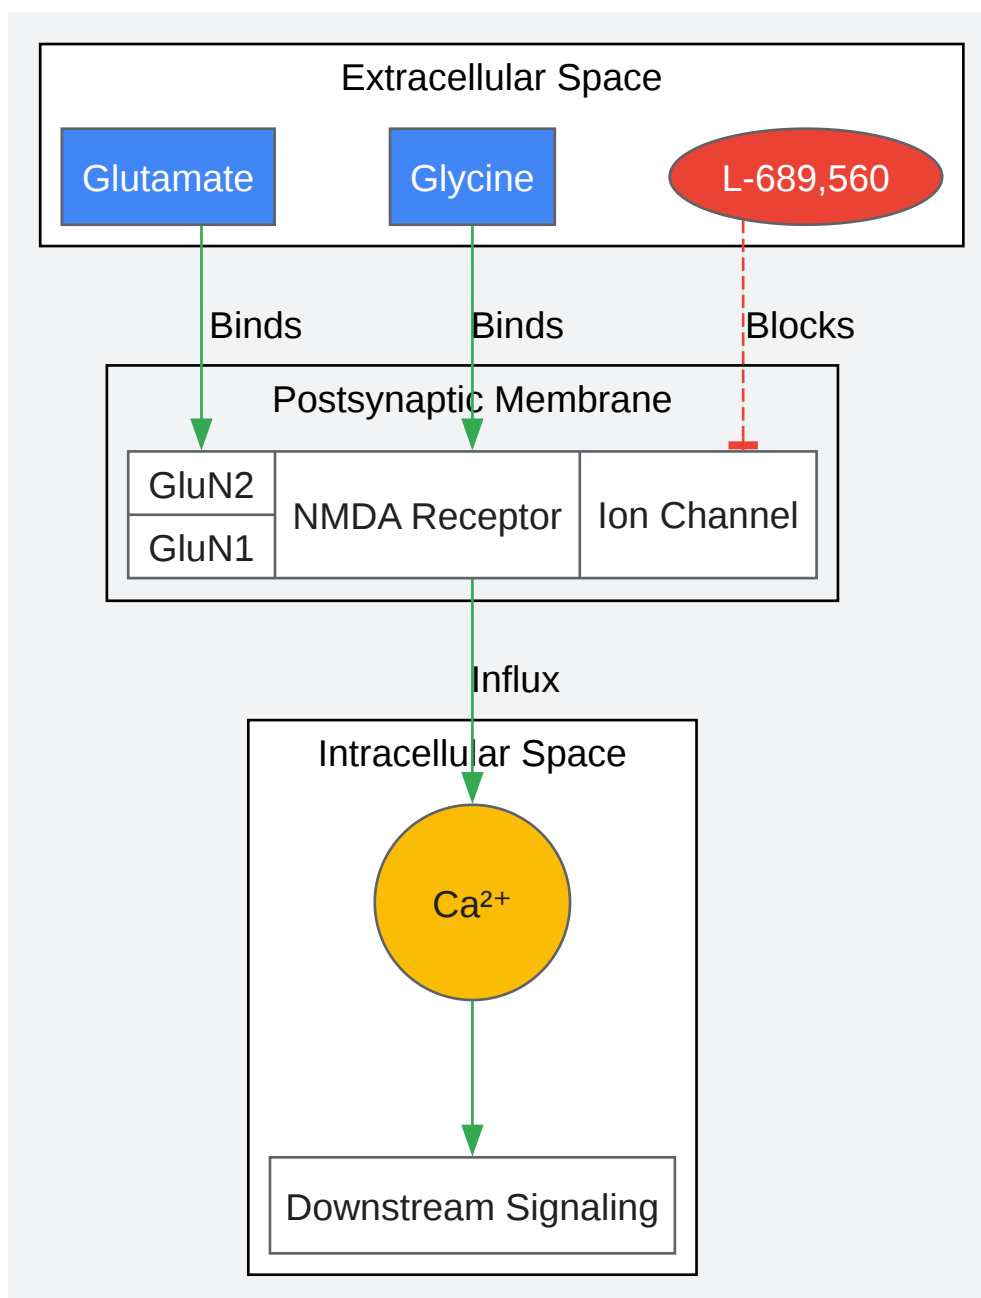 Extracellular Space
Glutamate
Glycine
L-689,560
Binds
Binds
Blocks
Postsynaptic Membrane
GluN2
GluN1
NMDA Receptor
Ion Channel
Influx
Intracellular Space
Ca²⁺
Downstream Signaling